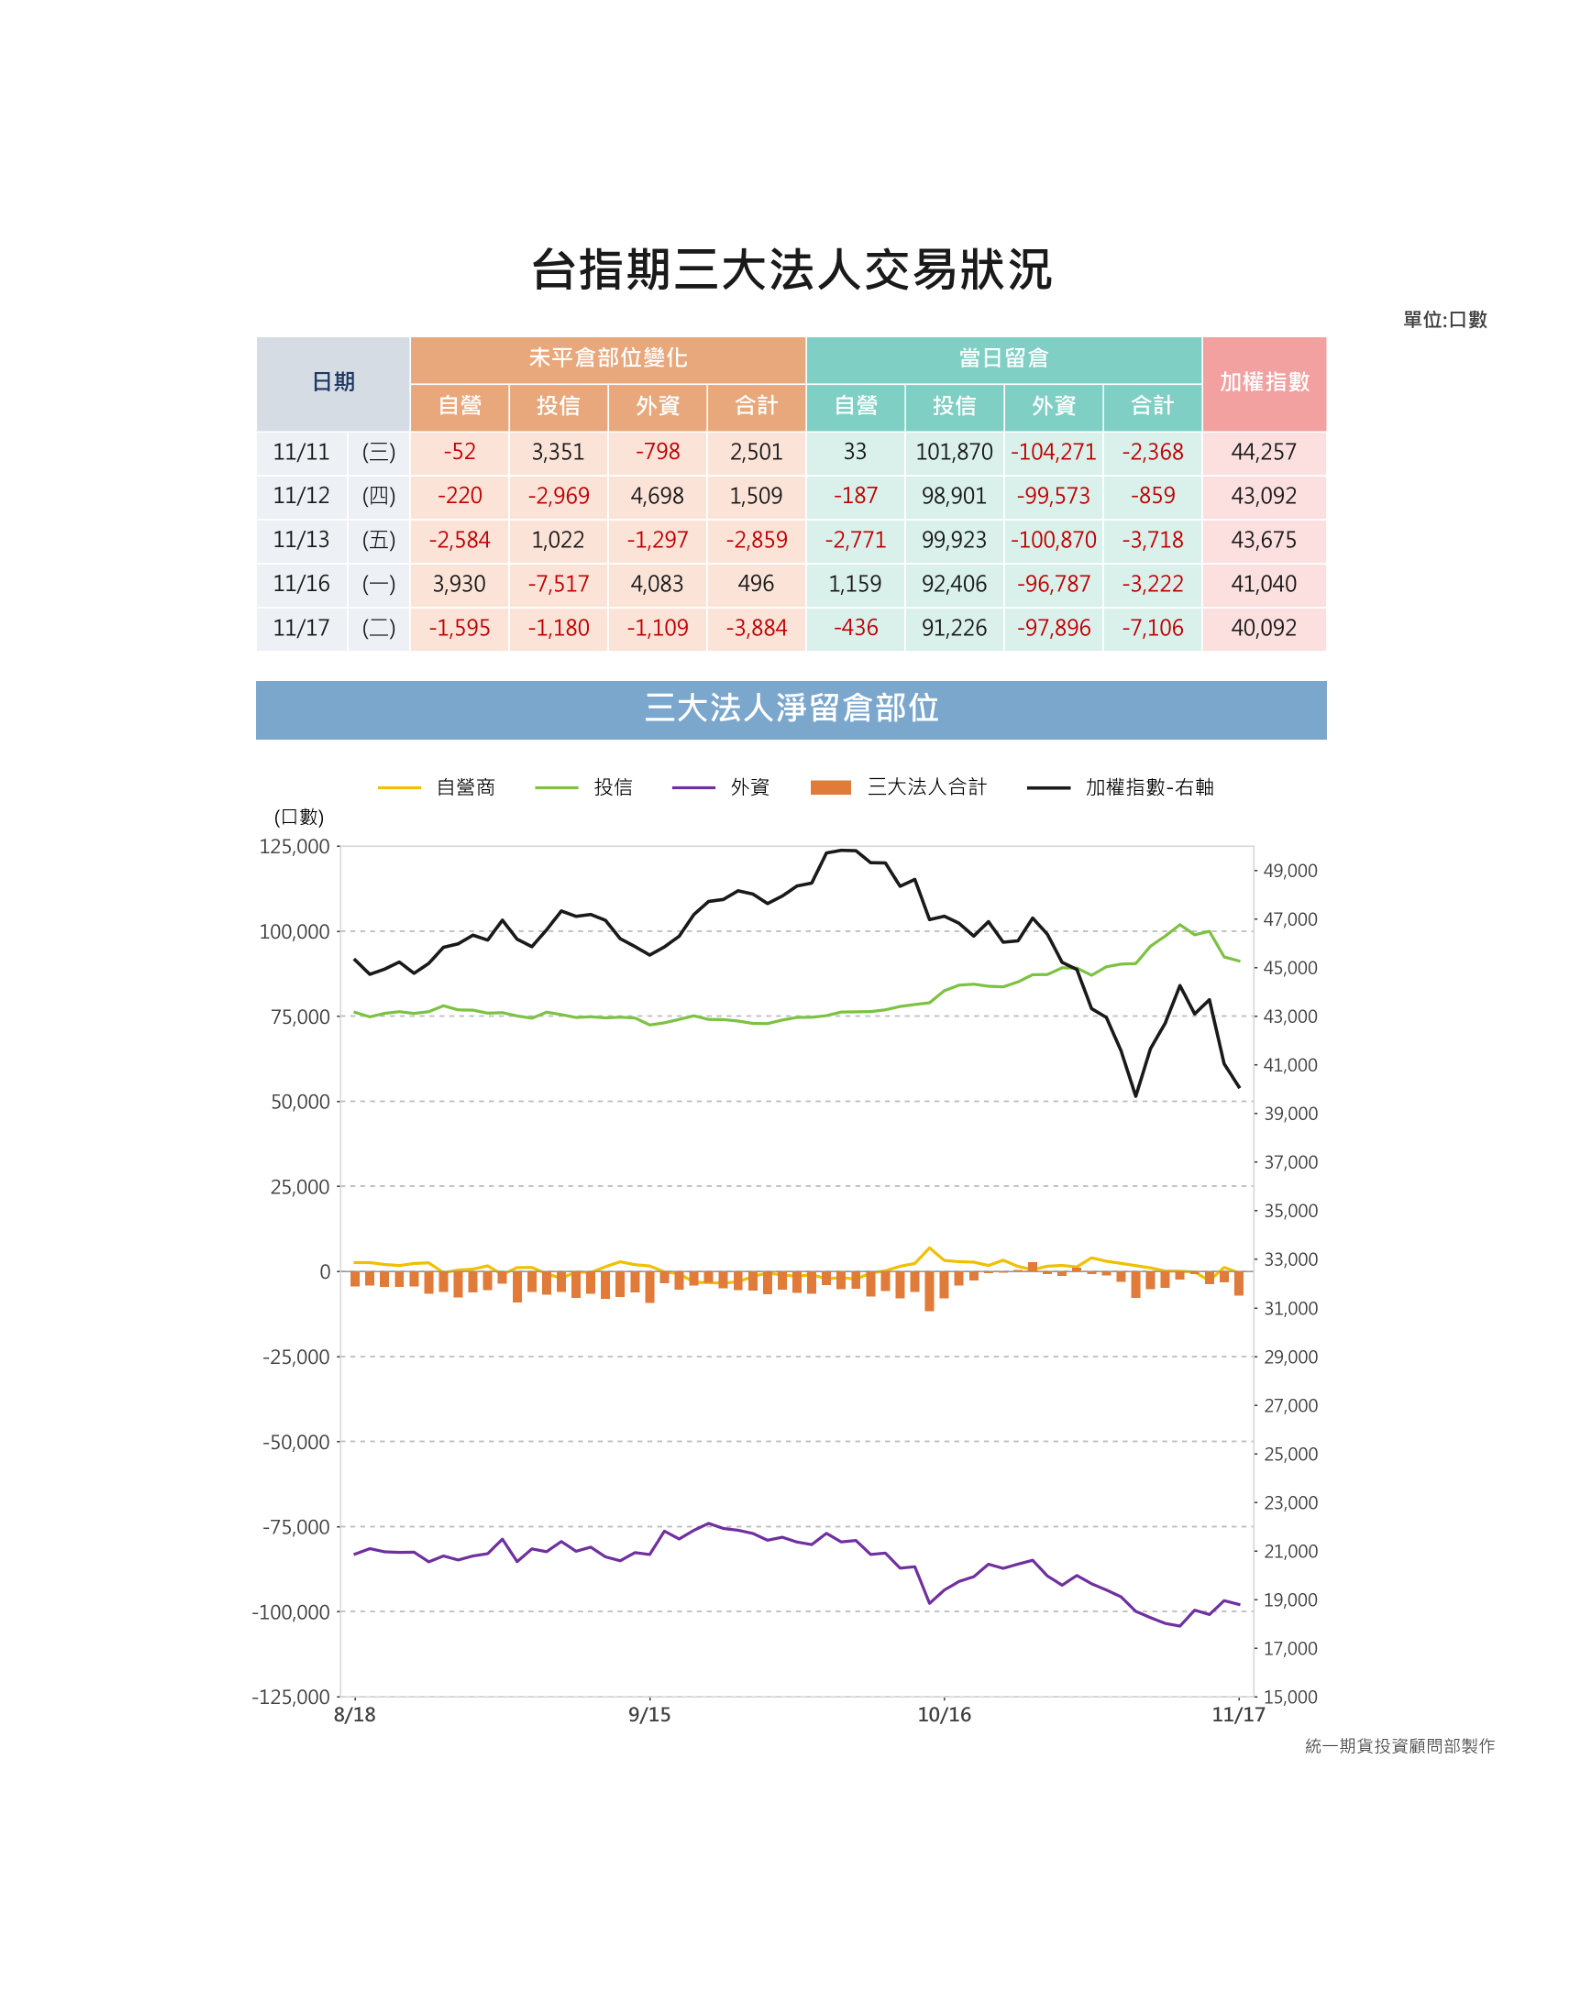 台指期三大法人交易狀況
單位:口數
日期 未平倉部位變化 當日留倉 加權指數
自營 投信 外資 合計 自營 投信 外資 合計
11/11 (三) -52 3,351 -798 2,501 33 101,870 -104,271 -2,368 44,257
11/12 (四) -220 -2,969 4,698 1,509 -187 98,901 -99,573 -859 43,092
11/13 (五) -2,584 1,022 -1,297 -2,859 -2,771 99,923 -100,870 -3,718 43,675
11/16 (一) 3,930 -7,517 4,083 496 1,159 92,406 -96,787 -3,222 41,040
11/17 (二) -1,595 -1,180 -1,109 -3,884 -436 91,226 -97,896 -7,106 40,092
三大法人淨留倉部位
自營商 投信 外資 三大法人合計 加權指數-右軸
(口數)
125,000
100,000
75,000
50,000
25,000
0
-25,000
-50,000
-75,000
-100,000
-125,000
49,000
47,000
45,000
43,000
41,000
39,000
37,000
35,000
33,000
31,000
29,000
27,000
25,000
23,000
21,000
19,000
17,000
15,000
8/18 9/15 10/16 11/17
統一期貨投資顧問部製作